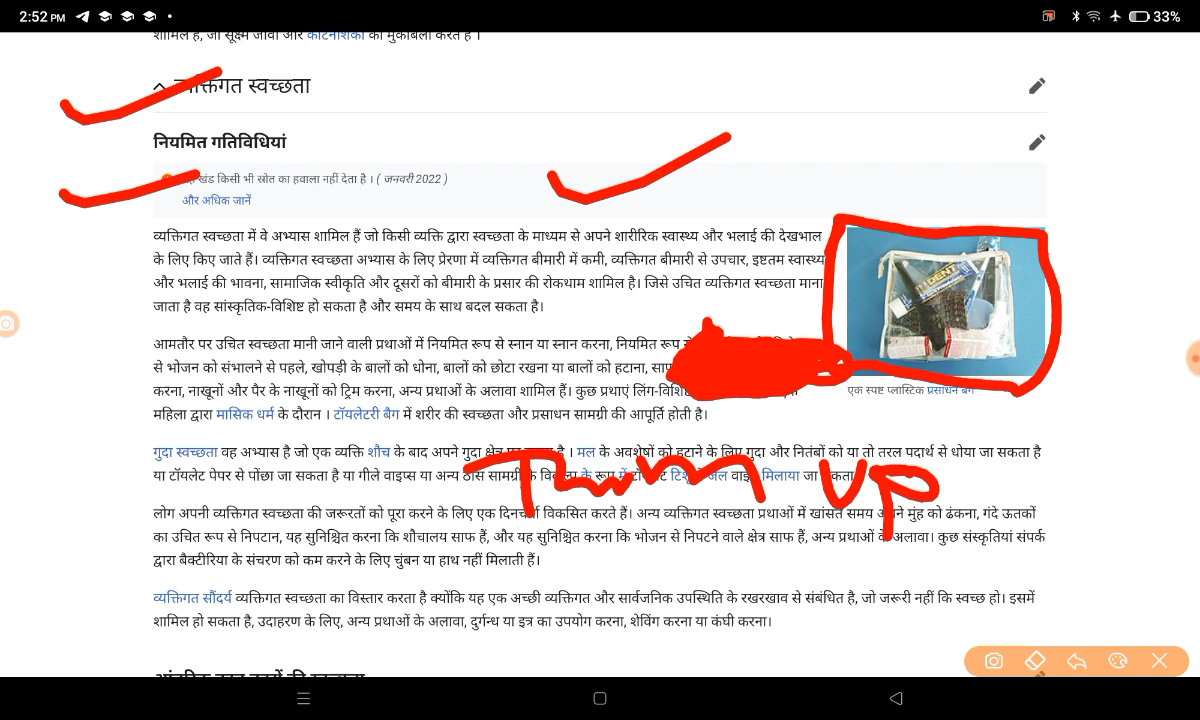 2:52 PM
33%
शामिल है, जो सूक्ष्म जीवों और कीटनाशकों का मुकाबला करते हैं ।
व्यक्तिगत स्वच्छता
नियमित गतिविधियां
खंड किसी भी स्रोत का हवाला नहीं देता है । ( जनवरी 2022 )
और अधिक जानें
व्यक्तिगत स्वच्छता में वे अभ्यास शामिल हैं जो किसी व्यक्ति द्वारा स्वच्छता के माध्यम से अपने शारीरिक स्वास्थ्य और भलाई की देखभाल
के लिए किए जाते हैं। व्यक्तिगत स्वच्छता अभ्यास के लिए प्रेरणा में व्यक्तिगत बीमारी में कमी, व्यक्तिगत बीमारी से उपचार, इष्टतम स्वास्थ्य
और भलाई की भावना, सामाजिक स्वीकृति और दूसरों को बीमारी के प्रसार की रोकथाम शामिल है। जिसे उचित व्यक्तिगत स्वच्छता माना
जाता है वह सांस्कृतिक-विशिष्ट हो सकता है और समय के साथ बदल सकता है।
DENT
एक स्पष्ट प्लास्टिक प्रसाधन बैग
आमतौर पर उचित स्वच्छता मानी जाने वाली प्रथाओं में नियमित रूप से स्नान या स्नान करना, नियमित रूप
से भोजन को संभालने से पहले, खोपड़ी के बालों को धोना, बालों को छोटा रखना या बालों को हटाना,
करना, नाखूनों और पैर के नाखूनों को ट्रिम करना, अन्य प्रथाओं के अलावा शामिल हैं। कुछ प्रथाएं
महिला द्वारा मासिक धर्म के दौरान । टॉयलेटरी बैग में शरीर की स्वच्छता और प्रसाधन सामग्री की आपूर्ति होती है।
गुदा स्वच्छता वह अभ्यास है जो एक व्यक्ति शौच के बाद अपने गुदा क्षेत्र है । मल के अवशेषों को हटाने के लिए गुदा और नितंबों को या तो तरल पदार्थ से धोया जा सकता है
या टॉयलेट पेपर से पोंछा जा सकता है या गीले वाइप्स या अन्य ठोस सामग्री के रूप में मिलाया जा सकता
Thum UP
लोग अपनी व्यक्तिगत स्वच्छता की जरूरतों को पूरा करने के लिए एक दिनचर्या विकसित करते हैं। अन्य व्यक्तिगत स्वच्छता प्रथाओं में खांसते समय अपने मुंह को ढंकना, गंदे ऊतकों
का उचित रूप से निपटान, यह सुनिश्चित करना कि शौचालय साफ हैं, और यह सुनिश्चित करना कि भोजन से निपटने वाले क्षेत्र साफ हैं, अन्य प्रथाओं के अलावा। कुछ संस्कृतियां संपर्क
द्वारा बैक्टीरिया के संचरण को कम करने के लिए चुंबन या हाथ नहीं मिलाती हैं।
व्यक्तिगत सौंदर्य व्यक्तिगत स्वच्छता का विस्तार करता है क्योंकि यह एक अच्छी व्यक्तिगत और सार्वजनिक उपस्थिति के रखरखाव से संबंधित है, जो जरूरी नहीं कि स्वच्छ हो। इसमें
शामिल हो सकता है, उदाहरण के लिए, अन्य प्रथाओं के अलावा, दुर्गन्ध या इत्र का उपयोग करना, शेविंग करना या कंघी करना।